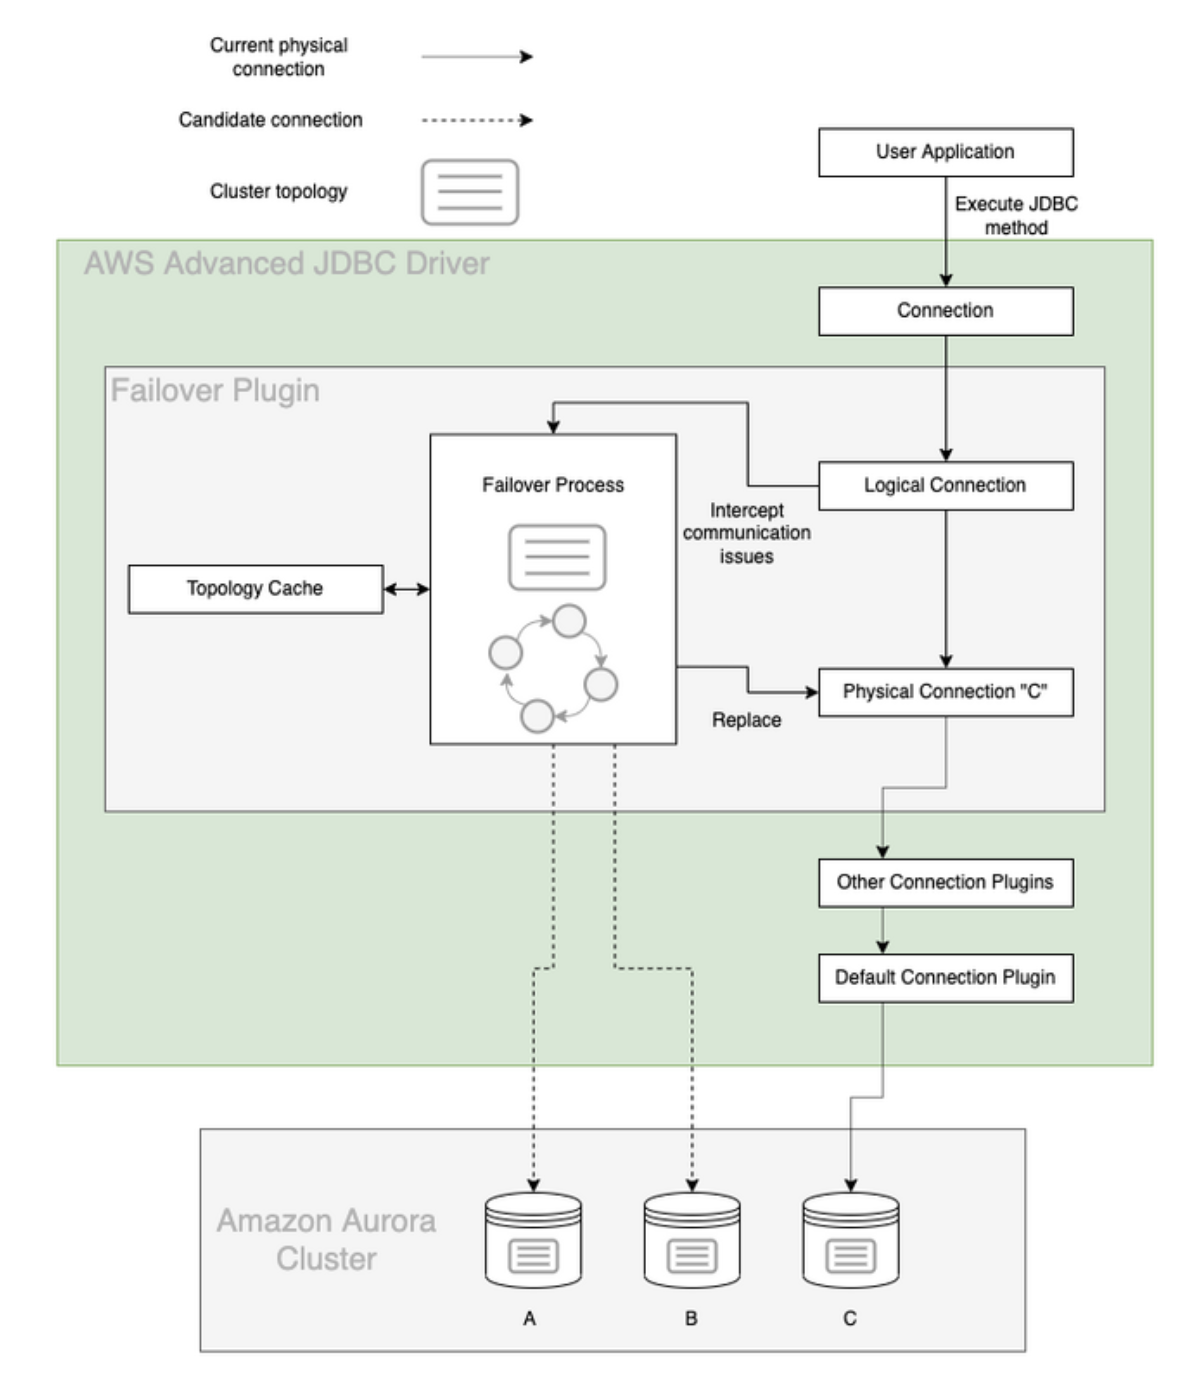 Current physical
connection
Candidate connection
Cluster topology
User Application
Execute JDBC
method
AWS Advanced JDBC Driver
Connection
Failover Plugin
Failover Process
Logical Connection
Intercept
communication
issues
Topology Cache
Physical Connection "C"
Replace
Other Connection Plugins
Default Connection Plugin
Amazon Aurora
Cluster
A
B
C